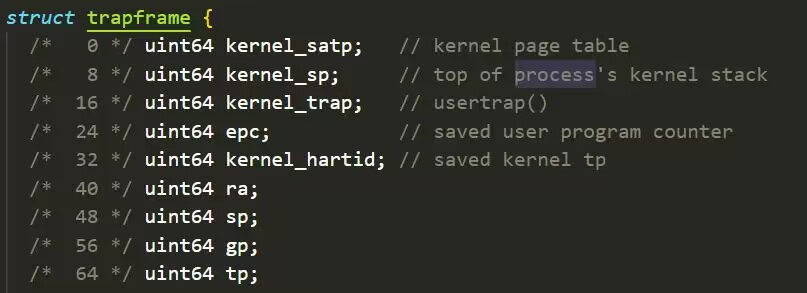 struct trapframe {
/*   0 */ uint64 kernel_satp;   // kernel page table
/*   8 */ uint64 kernel_sp;     // top of process's kernel stack
/*  16 */ uint64 kernel_trap;   // usertrap()
/*  24 */ uint64 epc;           // saved user program counter
/*  32 */ uint64 kernel_hartid; // saved kernel tp
/*  40 */ uint64 ra;
/*  48 */ uint64 sp;
/*  56 */ uint64 gp;
/*  64 */ uint64 tp;